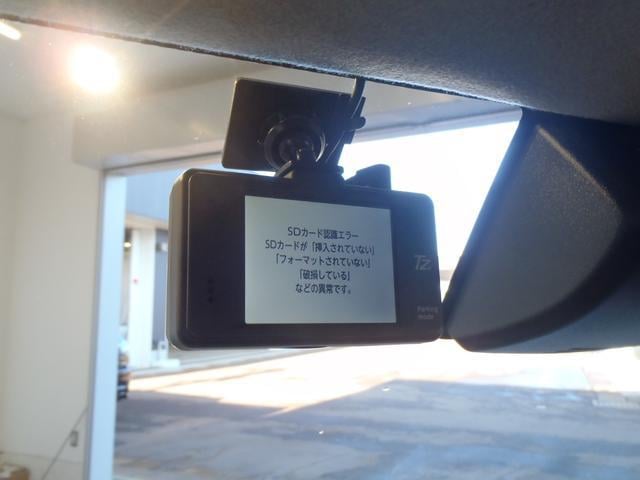 SDカード認識エラー
SDカードが「挿入されていない」
「フォーマットされていない」
「破損している」
などの異常です。
TZ
Parking
mode